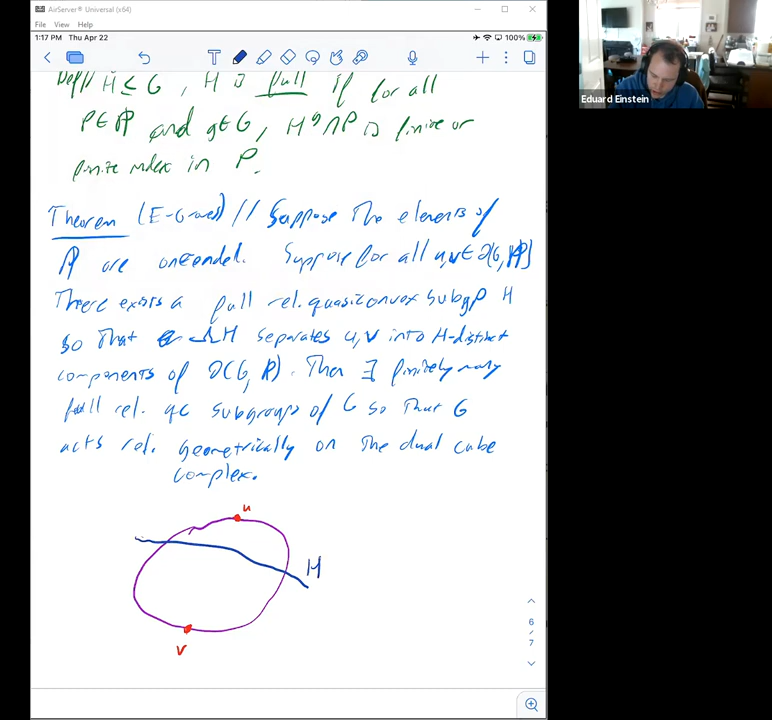 AirServer® Universal (x64)
File View Help
1:17 PM Thu Apr 22
100%
Def// H ≤ G, H is full if for all
P∈ℙ and g∈G, H^g∩P is finite or
finite index in P.
Theorem (E-Groves) // Suppose the elements of
ℙ are one ended. Suppose for all u,v∈∂(G,ℙ)
There exists a full rel. quasiconvex subgp H
so that ΛH separates u,v into H-distinct
components of ∂(G,ℙ). Then ∃ finitely many
full rel. qc subgroups of G so that G
acts rel. geometrically on the dual cube
complex.
u
H
v
6
/
7
Eduard Einstein